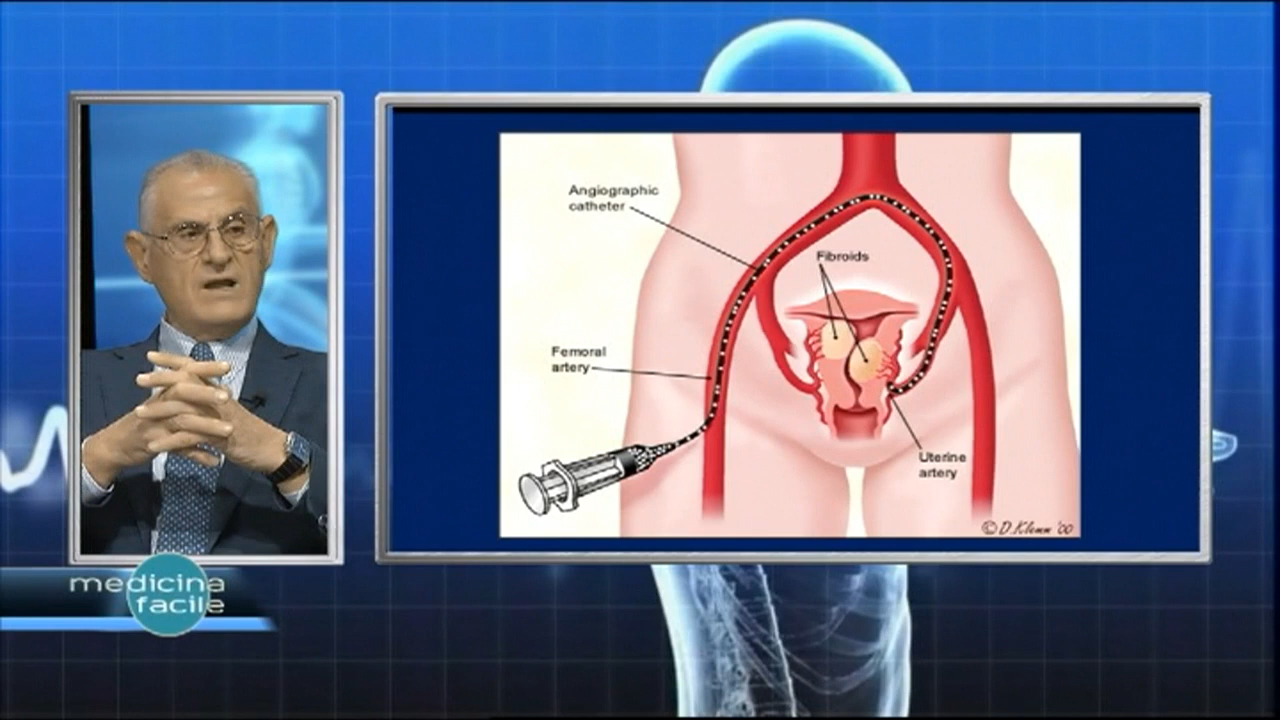 Angiographic
catheter
Fibroids
Femoral
artery
Uterine
artery
© D. Klemm '00
medicina
facile